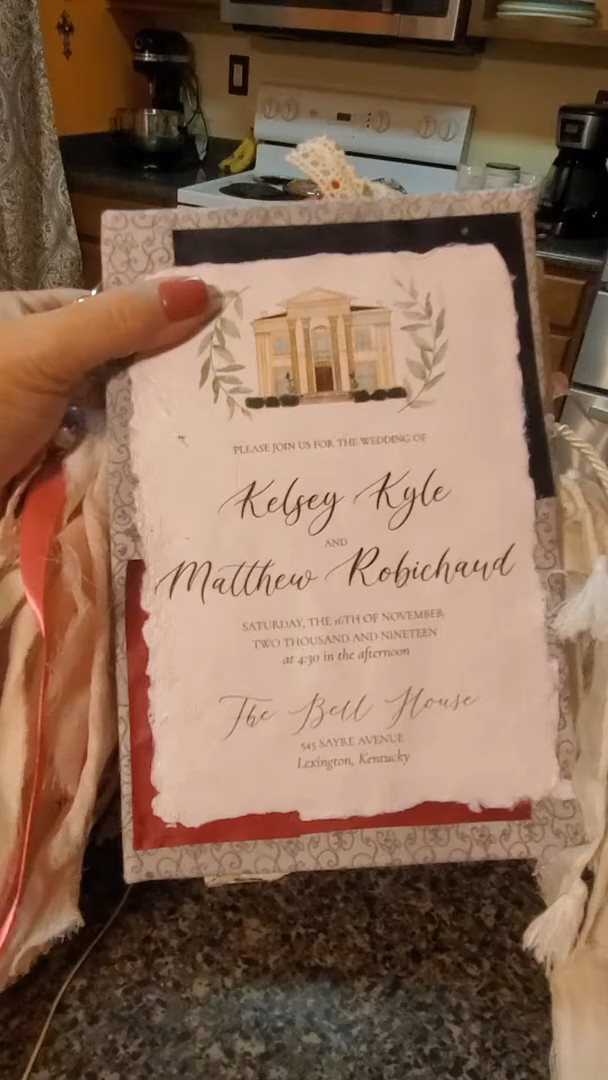 PLEASE JOIN US FOR THE WEDDING OF
Kelsey Kyle
AND
Matthew Robichaud
SATURDAY, THE 16TH OF NOVEMBER
TWO THOUSAND AND NINETEEN
at 4:30 in the afternoon
The Bell House
545 SAYRE AVENUE
Lexington, Kentucky